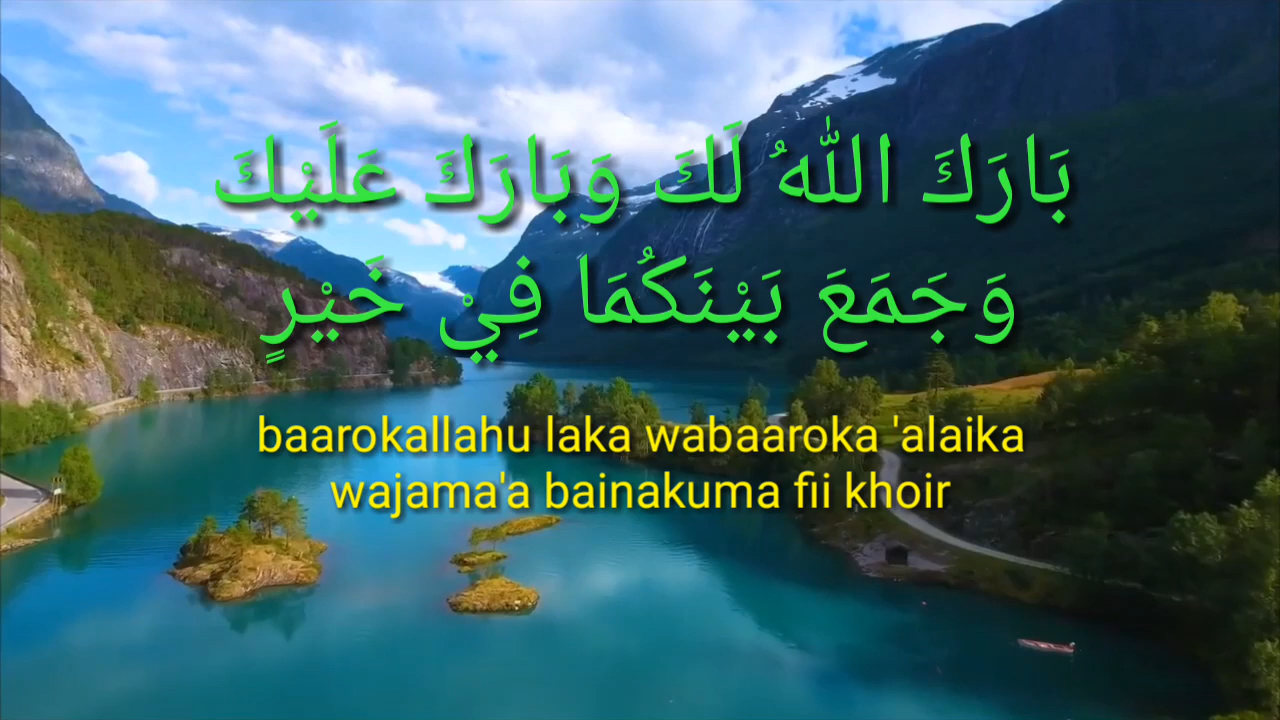 بَارَكَ اللّٰهُ لَكَ وَبَارَكَ عَلَيْكَ
وَجَمَعَ بَيْنَكُمَا فِيْ خَيْرٍ
baarokallahu laka wabaaroka 'alaika
wajama'a bainakuma fii khoir